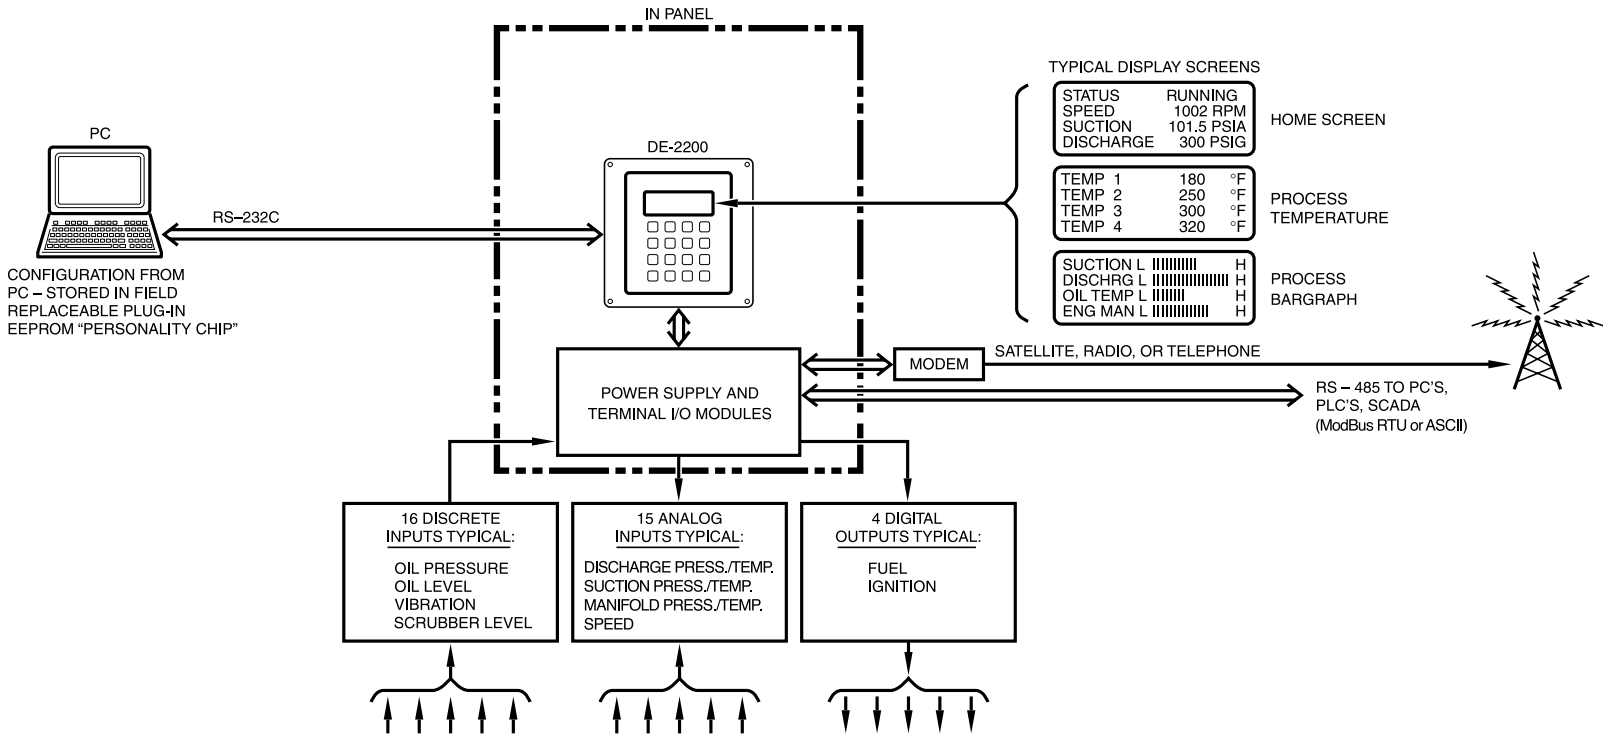 IN PANEL
PC
RS–232C
CONFIGURATION FROM
PC – STORED IN FIELD
REPLACEABLE PLUG-IN
EEPROM “PERSONALITY CHIP”
DE-2200
TYPICAL DISPLAY SCREENS
STATUS RUNNING
SPEED 1002 RPM
SUCTION 101.5 PSIA
DISCHARGE 300 PSIG
HOME SCREEN
TEMP 1 180 °F
TEMP 2 250 °F
TEMP 3 300 °F
TEMP 4 320 °F
PROCESS
TEMPERATURE
SUCTION L H
DISCHRG L H
OIL TEMP L H
ENG MAN L H
PROCESS
BARGRAPH
POWER SUPPLY AND
TERMINAL I/O MODULES
MODEM
SATELLITE, RADIO, OR TELEPHONE
RS – 485 TO PC’S,
PLC’S, SCADA
(ModBus RTU or ASCII)
16 DISCRETE
INPUTS TYPICAL:
OIL PRESSURE
OIL LEVEL
VIBRATION
SCRUBBER LEVEL
15 ANALOG
INPUTS TYPICAL:
DISCHARGE PRESS./TEMP.
SUCTION PRESS./TEMP.
MANIFOLD PRESS./TEMP.
SPEED
4 DIGITAL
OUTPUTS TYPICAL:
FUEL
IGNITION